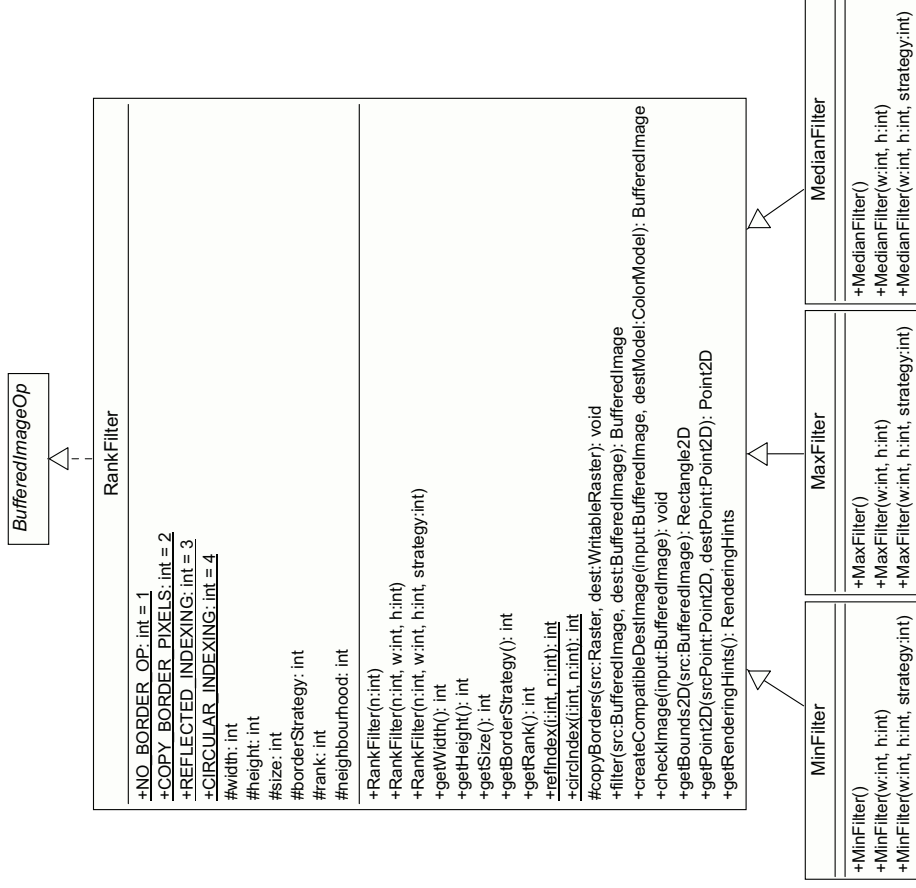 BufferedImageOp
RankFilter
+NO_BORDER_OP: int = 1
+COPY_BORDER_PIXELS: int = 2
+REFLECTED_INDEXING: int = 3
+CIRCULAR_INDEXING: int = 4
#width: int
#height: int
#size: int
#borderStrategy: int
#rank: int
#neighbourhood: int
+RankFilter(n:int)
+RankFilter(n:int, w:int, h:int)
+RankFilter(n:int, w:int, h:int, strategy:int)
+getWidth(): int
+getHeight(): int
+getSize(): int
+getBorderStrategy(): int
+getRank(): int
+refIndex(i:int, n:int): int
+circIndex(i:int, n:int): int
#copyBorders(src:Raster, dest:WritableRaster): void
+filter(src:BufferedImage, dest:BufferedImage): BufferedImage
+createCompatibleDestImage(input:BufferedImage, destModel:ColorModel): BufferedImage
+checkImage(input:BufferedImage): void
+getBounds2D(src:BufferedImage): Rectangle2D
+getPoint2D(srcPoint:Point2D, destPoint:Point2D): Point2D
+getRenderingHints(): RenderingHints
MinFilter
+MinFilter()
+MinFilter(w:int, h:int)
+MinFilter(w:int, h:int, strategy:int)
MaxFilter
+MaxFilter()
+MaxFilter(w:int, h:int)
+MaxFilter(w:int, h:int, strategy:int)
MedianFilter
+MedianFilter()
+MedianFilter(w:int, h:int)
+MedianFilter(w:int, h:int, strategy:int)